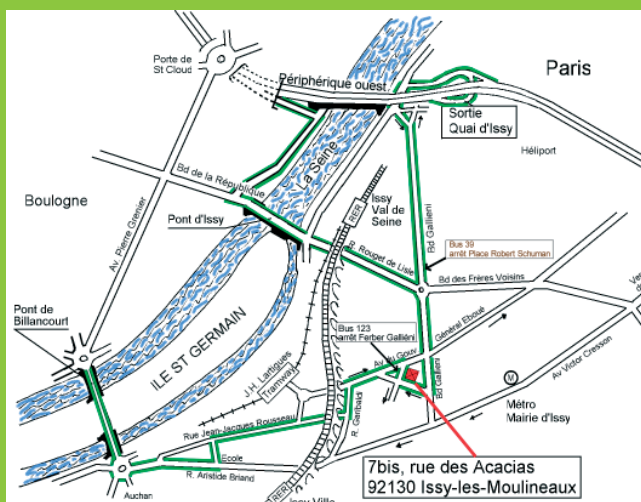 Porte de
St Cloud
Périphérique ouest
Paris
Sortie
Quai d'Issy
Héliport
La Seine
Bd de la République
Boulogne
Av. Pierre Grenier
Pont d'Issy
RER
Issy
Val de
Seine
Bd Gallieni
R. Rouget de Lisle
Bus 39
arrêt Place Robert Schuman
Bd des Frères Voisins
Pont de
Billancourt
ILE ST GERMAIN
Bus 123
arrêt Ferber Galliéni
Av du Gouv
Général Eboué
J.H. Lartigues
Tramway
Bd Gallieni
Av Victor Cresson
M
Métro
Mairie d'Issy
R. Garibaldi
Rue Jean-Jacques Rousseau
Ecole
R. Aristide Briand
Auchan
RER
Issy Ville
7bis, rue des Acacias
92130 Issy-les-Moulineaux